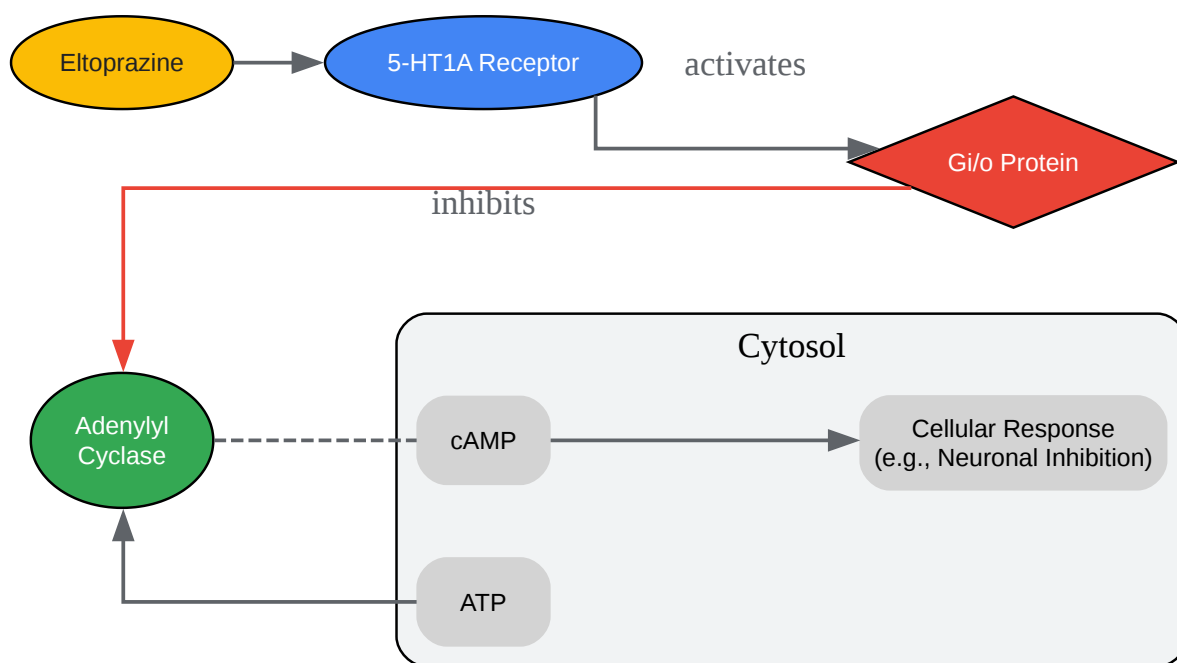 Eltoprazine
5-HT1A Receptor
activates
Gi/o Protein
inhibits
Cytosol
Adenylyl
Cyclase
cAMP
Cellular Response
(e.g., Neuronal Inhibition)
ATP